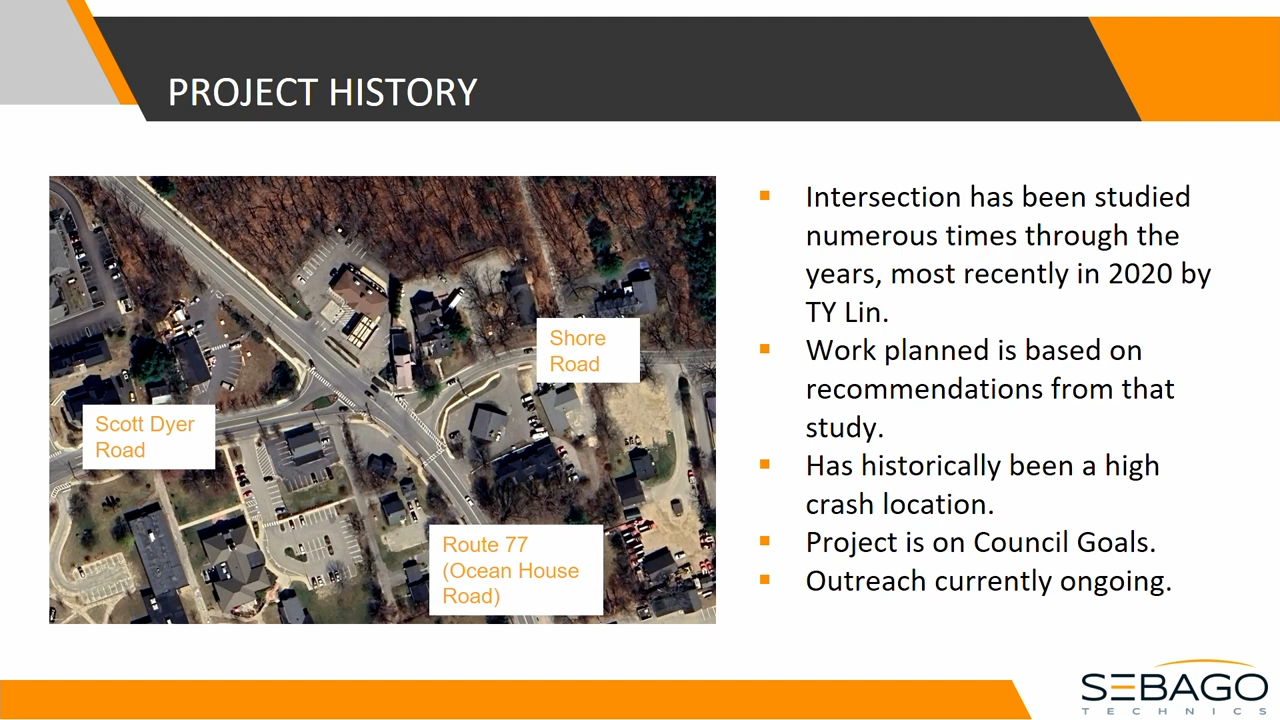 PROJECT HISTORY
Shore
Road
Scott Dyer
Road
Route 77
(Ocean House
Road)
▪ Intersection has been studied
numerous times through the
years, most recently in 2020 by
TY Lin.
▪ Work planned is based on
recommendations from that
study.
▪ Has historically been a high
crash location.
▪ Project is on Council Goals.
▪ Outreach currently ongoing.
SEBAGO
TECHNICS